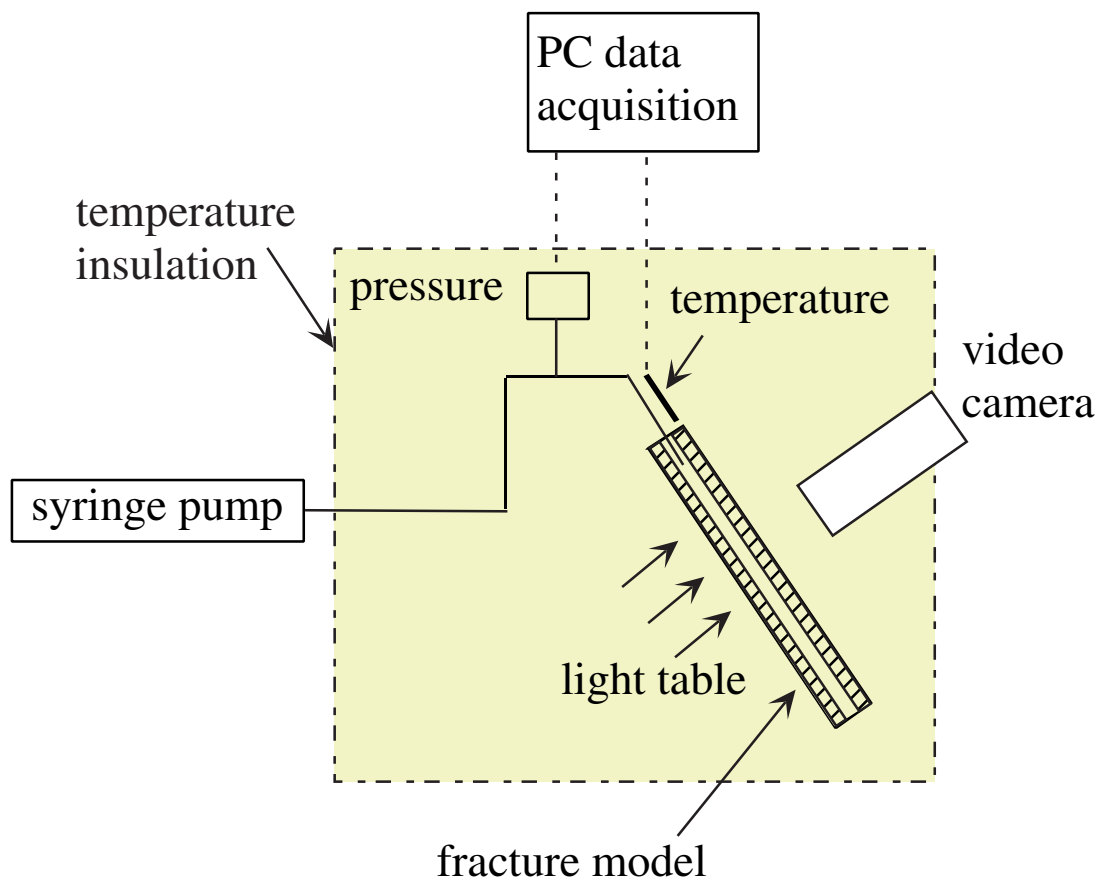 PC data
acquisition
temperature
insulation
pressure
temperature
video
camera
syringe pump
light table
fracture model